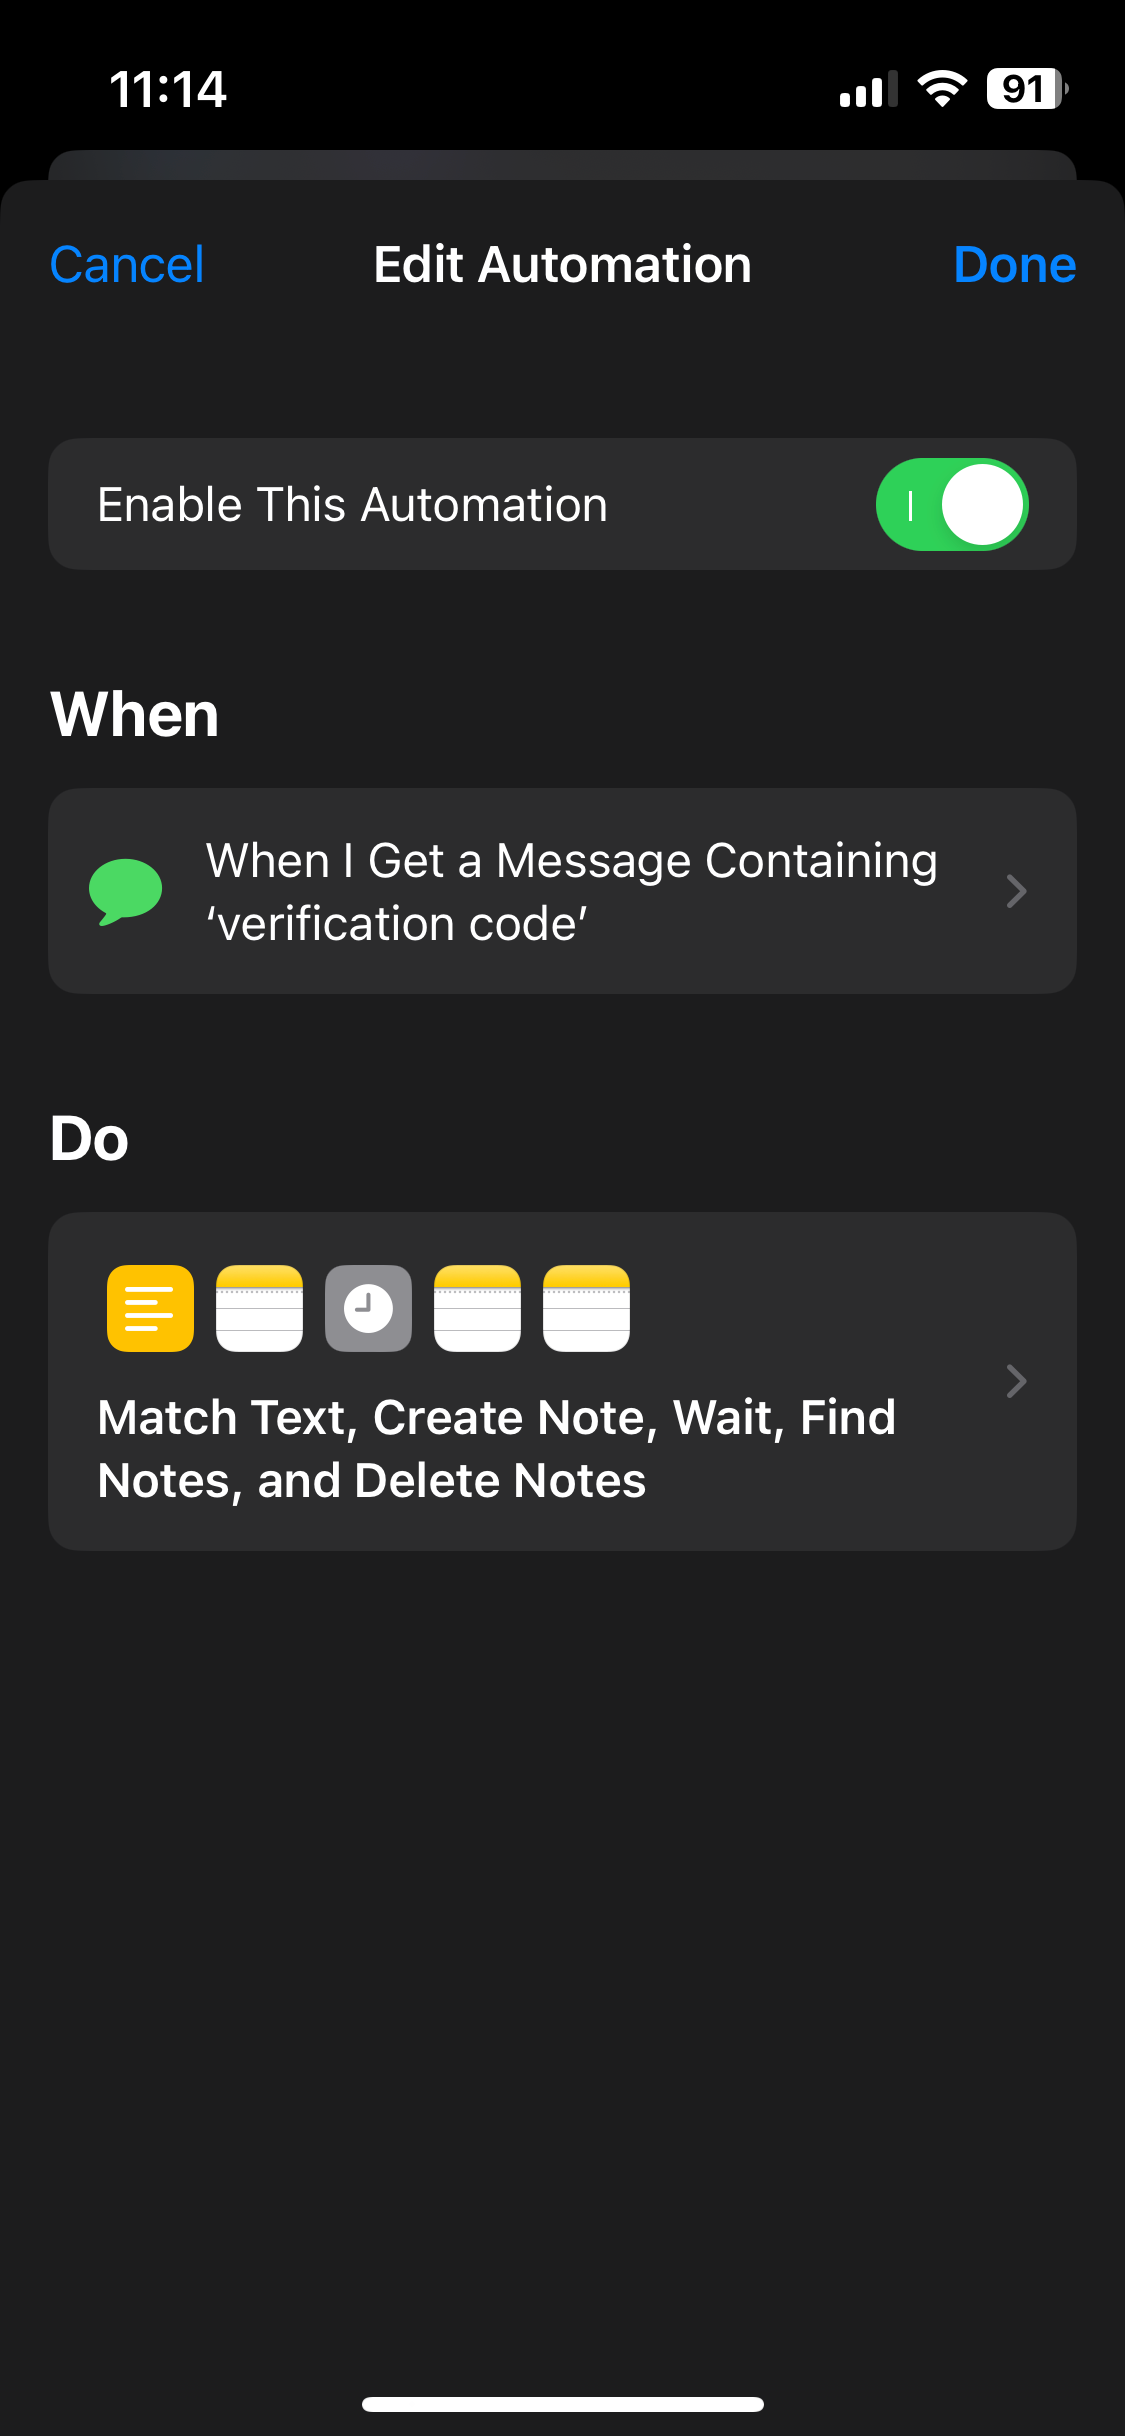 11:14
91
Cancel
Edit Automation
Done
Enable This Automation
When
When I Get a Message Containing
‘verification code’
Do
Match Text, Create Note, Wait, Find
Notes, and Delete Notes